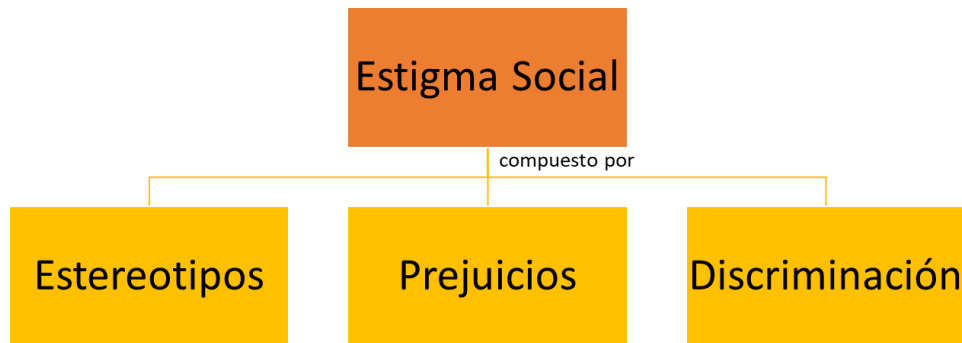 Estigma Social
compuesto por
Estereotipos
Prejuicios
Discriminación